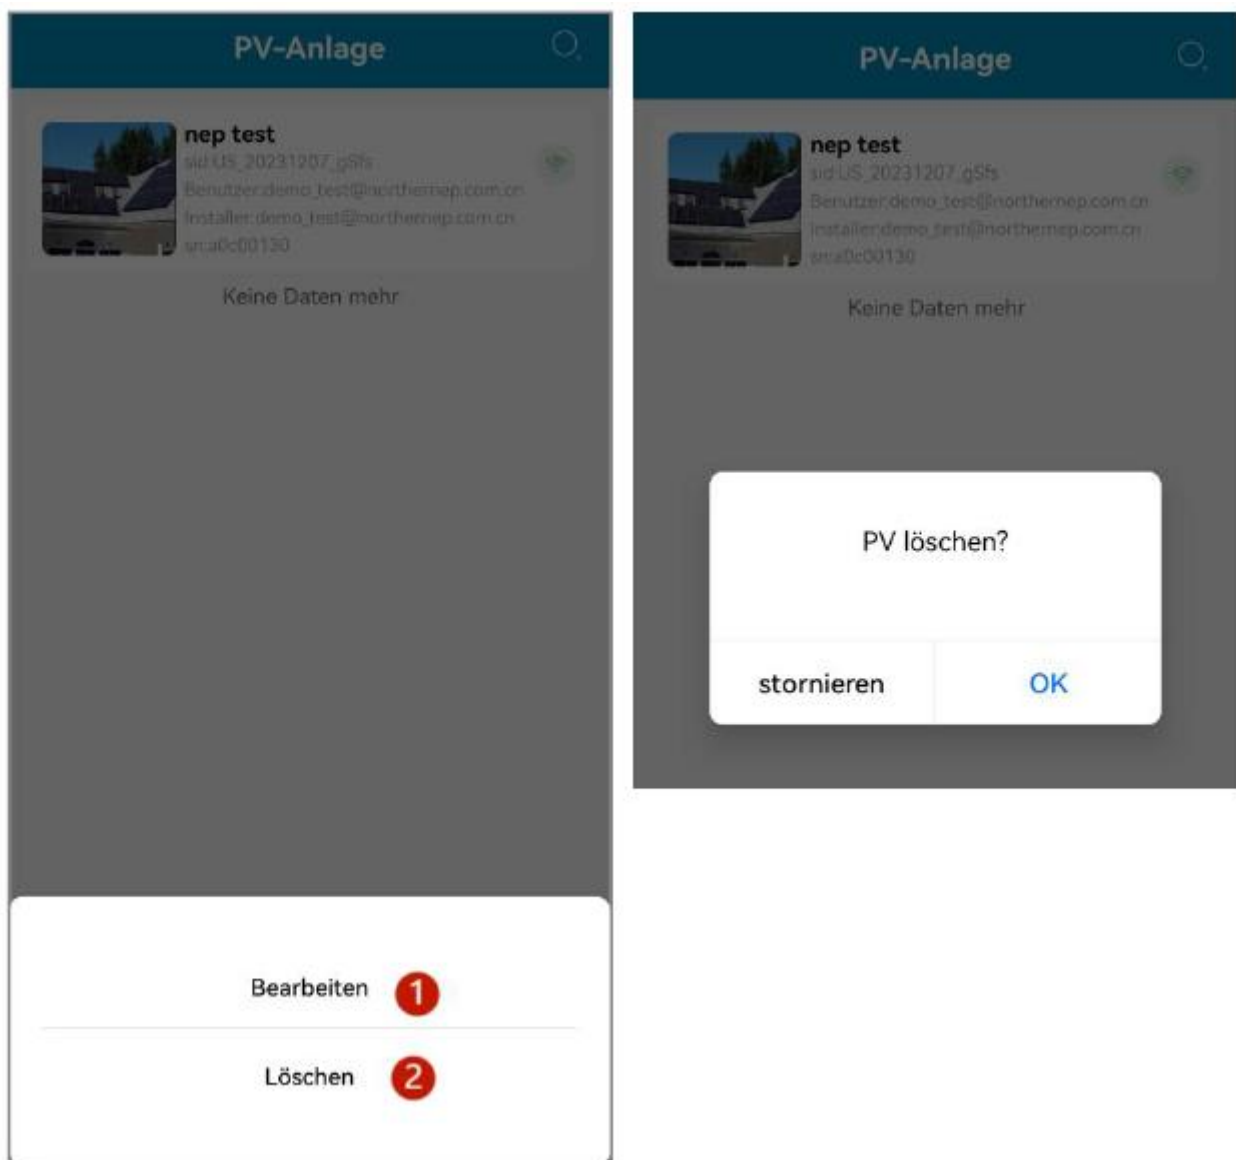 PV-Anlage
nep test
sid:US_20231207_gSfs
Benutzer:demo_test@northernep.com.cn
Installer:demo_test@northernep.com.cn
sn:a0c00130
Keine Daten mehr
Bearbeiten 1
Löschen 2
PV-Anlage
nep test
sid:US_20231207_gSfs
Benutzer:demo_test@northernep.com.cn
Installer:demo_test@northernep.com.cn
sn:a0c00130
Keine Daten mehr
PV löschen?
stornieren OK